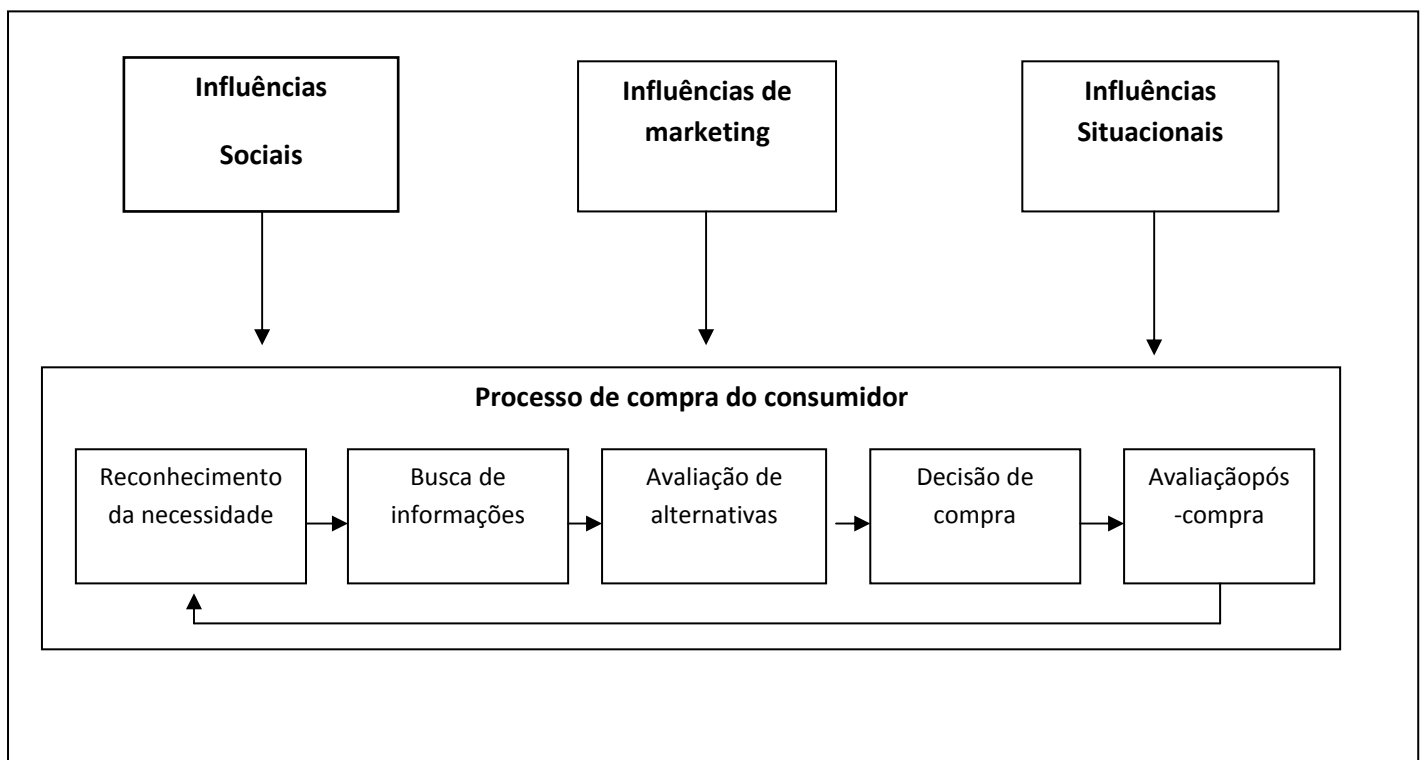 Influências
Sociais
Influências de
marketing
Influências
Situacionais
Processo de compra do consumidor
Reconhecimento
da necessidade
Busca de
informações
Avaliação de
alternativas
Decisão de
compra
Avaliaçãopós
-compra